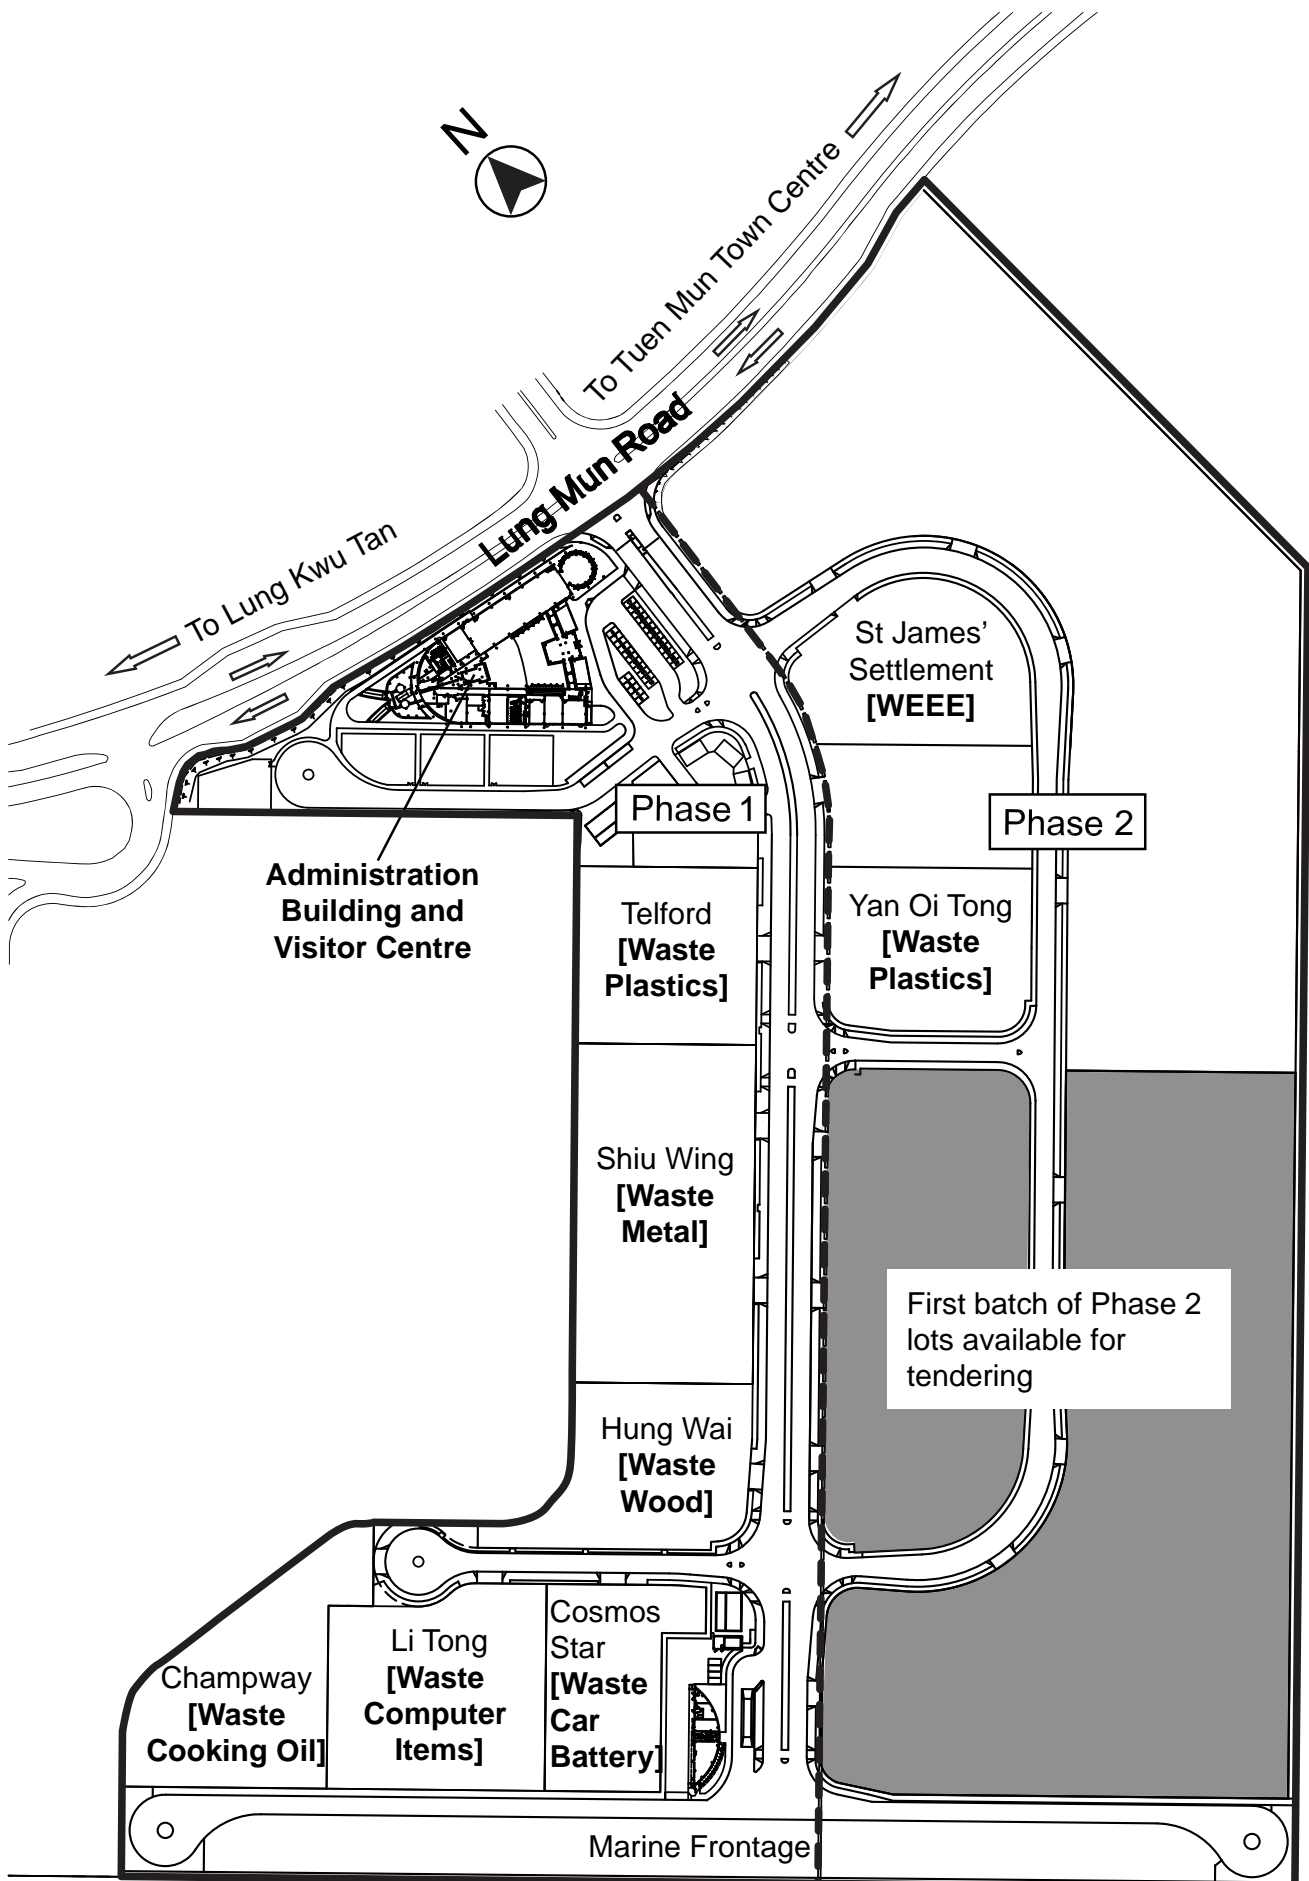 N
To Tuen Mun Town Centre
Lung Mun Road
To Lung Kwu Tan
St James’
Settlement
[WEEE]
Phase 1
Phase 2
Administration
Building and
Visitor Centre
Telford
[Waste
Plastics]
Yan Oi Tong
[Waste
Plastics]
Shiu Wing
[Waste
Metal]
First batch of Phase 2
lots available for
tendering
Hung Wai
[Waste
Wood]
Champway
[Waste
Cooking Oil]
Li Tong
[Waste
Computer
Items]
Cosmos
Star
[Waste
Car
Battery]
Marine Frontage